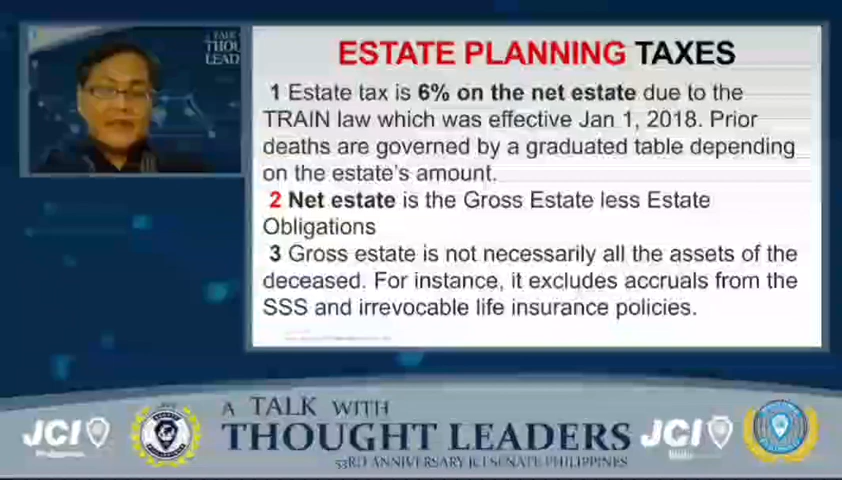 A TALK
THOU
LEAD
ESTATE PLANNING TAXES
1 Estate tax is 6% on the net estate due to the
TRAIN law which was effective Jan 1, 2018. Prior
deaths are governed by a graduated table depending
on the estate's amount.
2 Net estate is the Gross Estate less Estate
Obligations
3 Gross estate is not necessarily all the assets of the
deceased. For instance, it excludes accruals from the
SSS and irrevocable life insurance policies.
JCI
Philippines
A TALK WITH
THOUGHT LEADERS
53RD ANNIVERSARY JCI SENATE PHILIPPINES
JCI